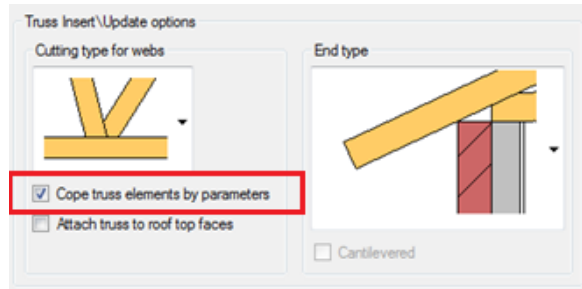 Truss Insert\Update options
Cutting type for webs
End type
Cope truss elements by parameters
Attach truss to roof top faces
Cantilevered